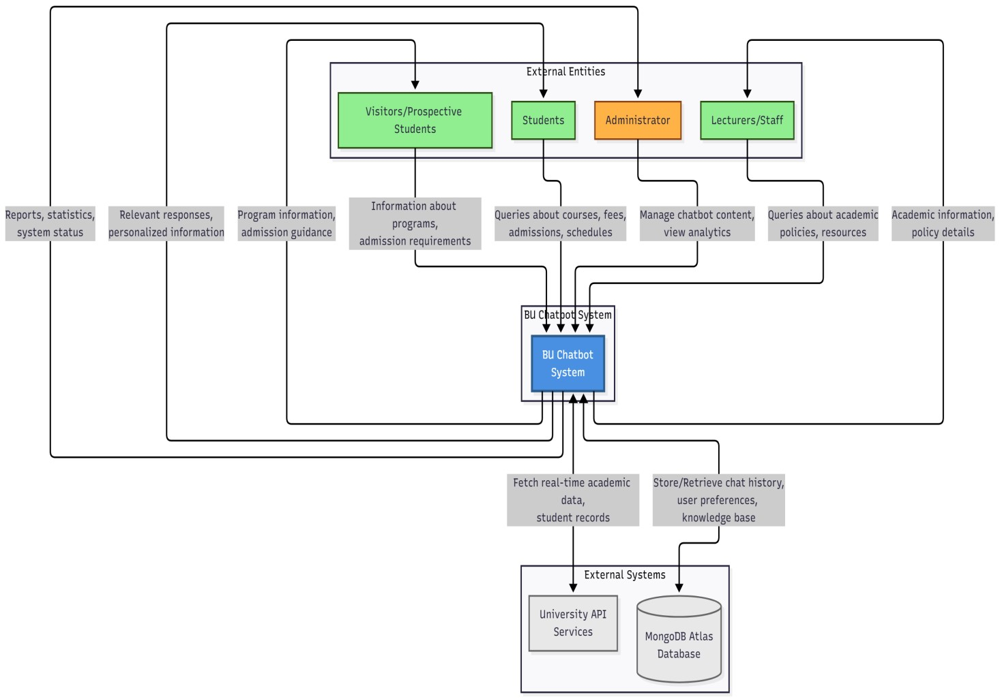 External Entities
Visitors/Prospective
Students
Students
Administrator
Lecturers/Staff
Reports, statistics,
system status
Relevant responses,
personalized information
Program information,
admission guidance
Information about
programs,
admission requirements
Queries about courses, fees,
admissions, schedules
Manage chatbot content,
view analytics
Queries about academic
policies, resources
Academic information,
policy details
BU Chatbot System
BU Chatbot
System
Fetch real-time academic
data,
student records
Store/Retrieve chat history,
user preferences,
knowledge base
External Systems
University API
Services
MongoDB Atlas
Database